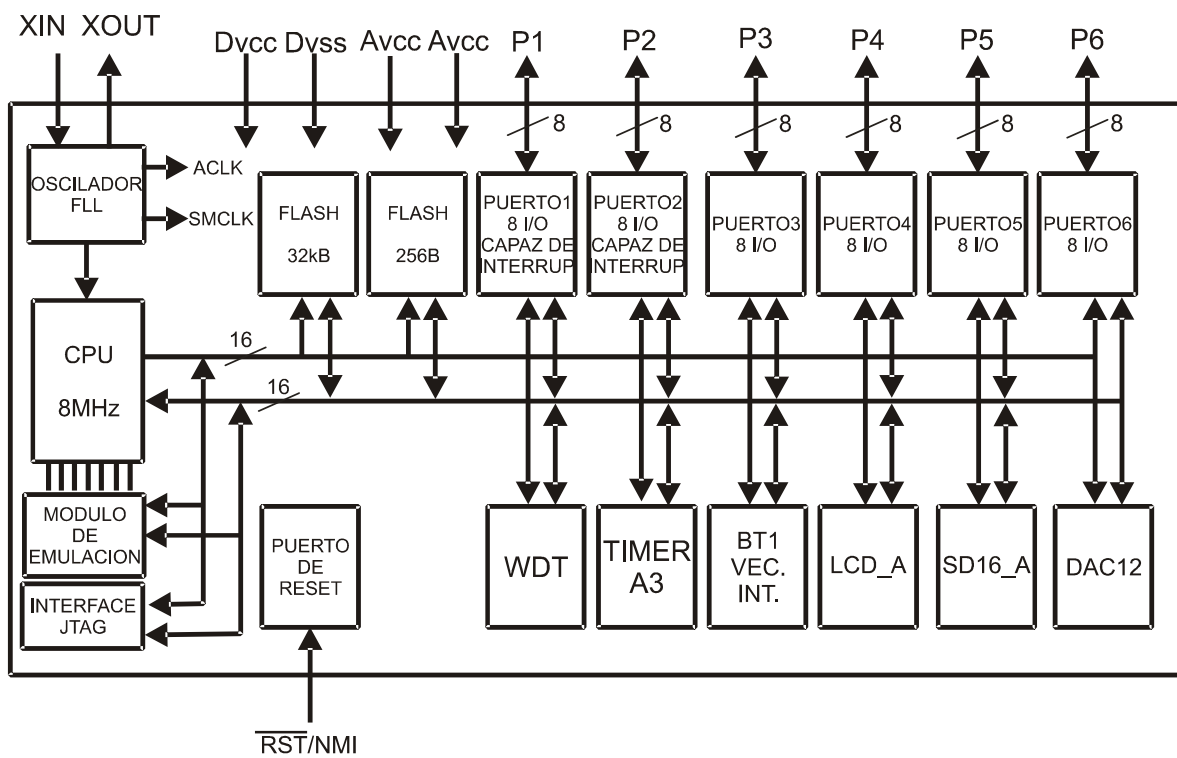 XIN XOUT Dvcc Dvss Avcc Avcc P1 P2 P3 P4 P5 P6
8 8 8 8 8 8
OSCILADOR
FLL
ACLK
SMCLK
FLASH
32kB
FLASH
256B
PUERTO1
8 I/O
CAPAZ DE
INTERRUP
PUERTO2
8 I/O
CAPAZ DE
INTERRUP
PUERTO3
8 I/O
PUERTO4
8 I/O
PUERTO5
8 I/O
PUERTO6
8 I/O
CPU
8MHz
16
16
MODULO
DE
EMULACION
INTERFACE
JTAG
PUERTO
DE
RESET
WDT
TIMER
A3
BT1
VEC.
INT.
LCD_A
SD16_A
DAC12
RST/NMI